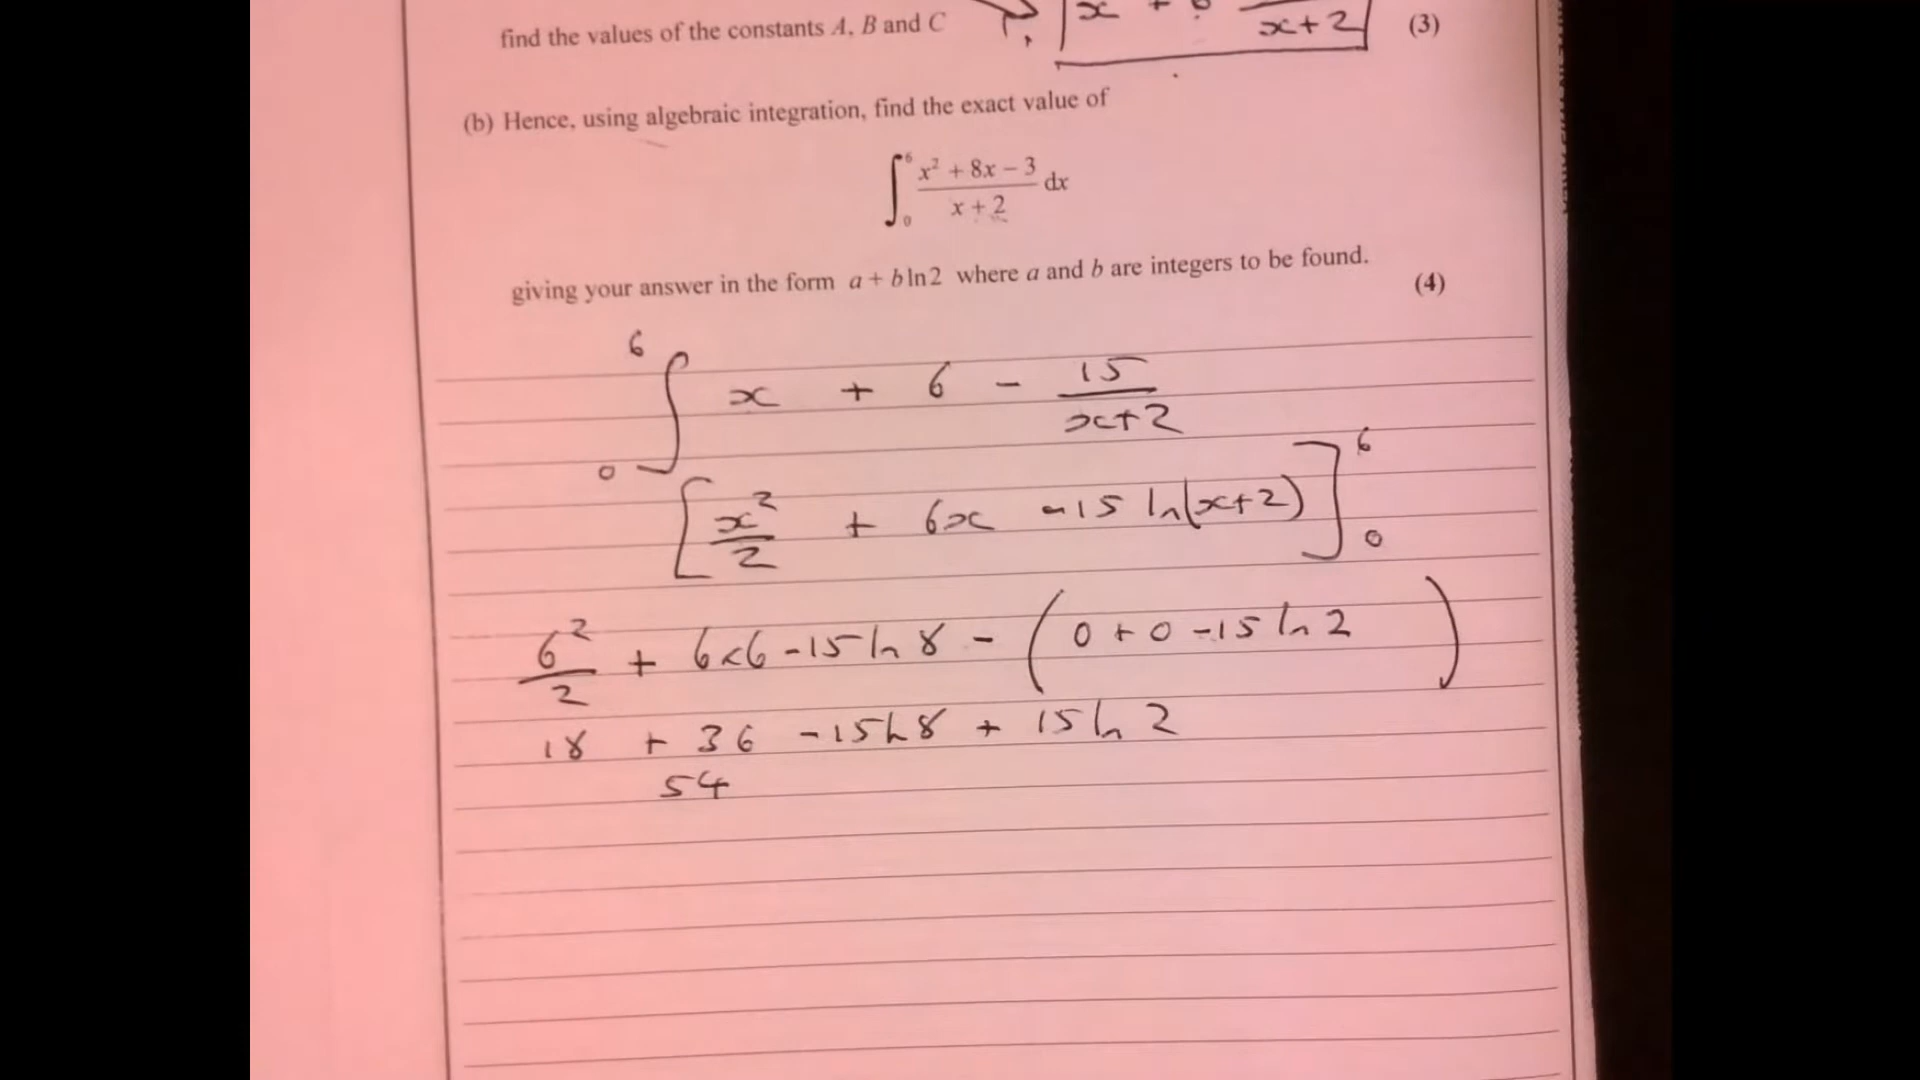 find the values of the constants A, B and C
x + 6
x+2
(3)
(b) Hence, using algebraic integration, find the exact value of
∫₀⁶ (x² + 8x − 3)/(x + 2) dx
giving your answer in the form a + b ln2 where a and b are integers to be found.
(4)
∫₀⁶ x + 6 − 15/(x+2)
[x²/2 + 6x −15 ln(x+2)]₀⁶
6²/2 + 6×6 −15 ln 8 − (0 + 0 −15 ln 2)
18 + 36 −15 ln 8 + 15 ln 2
54